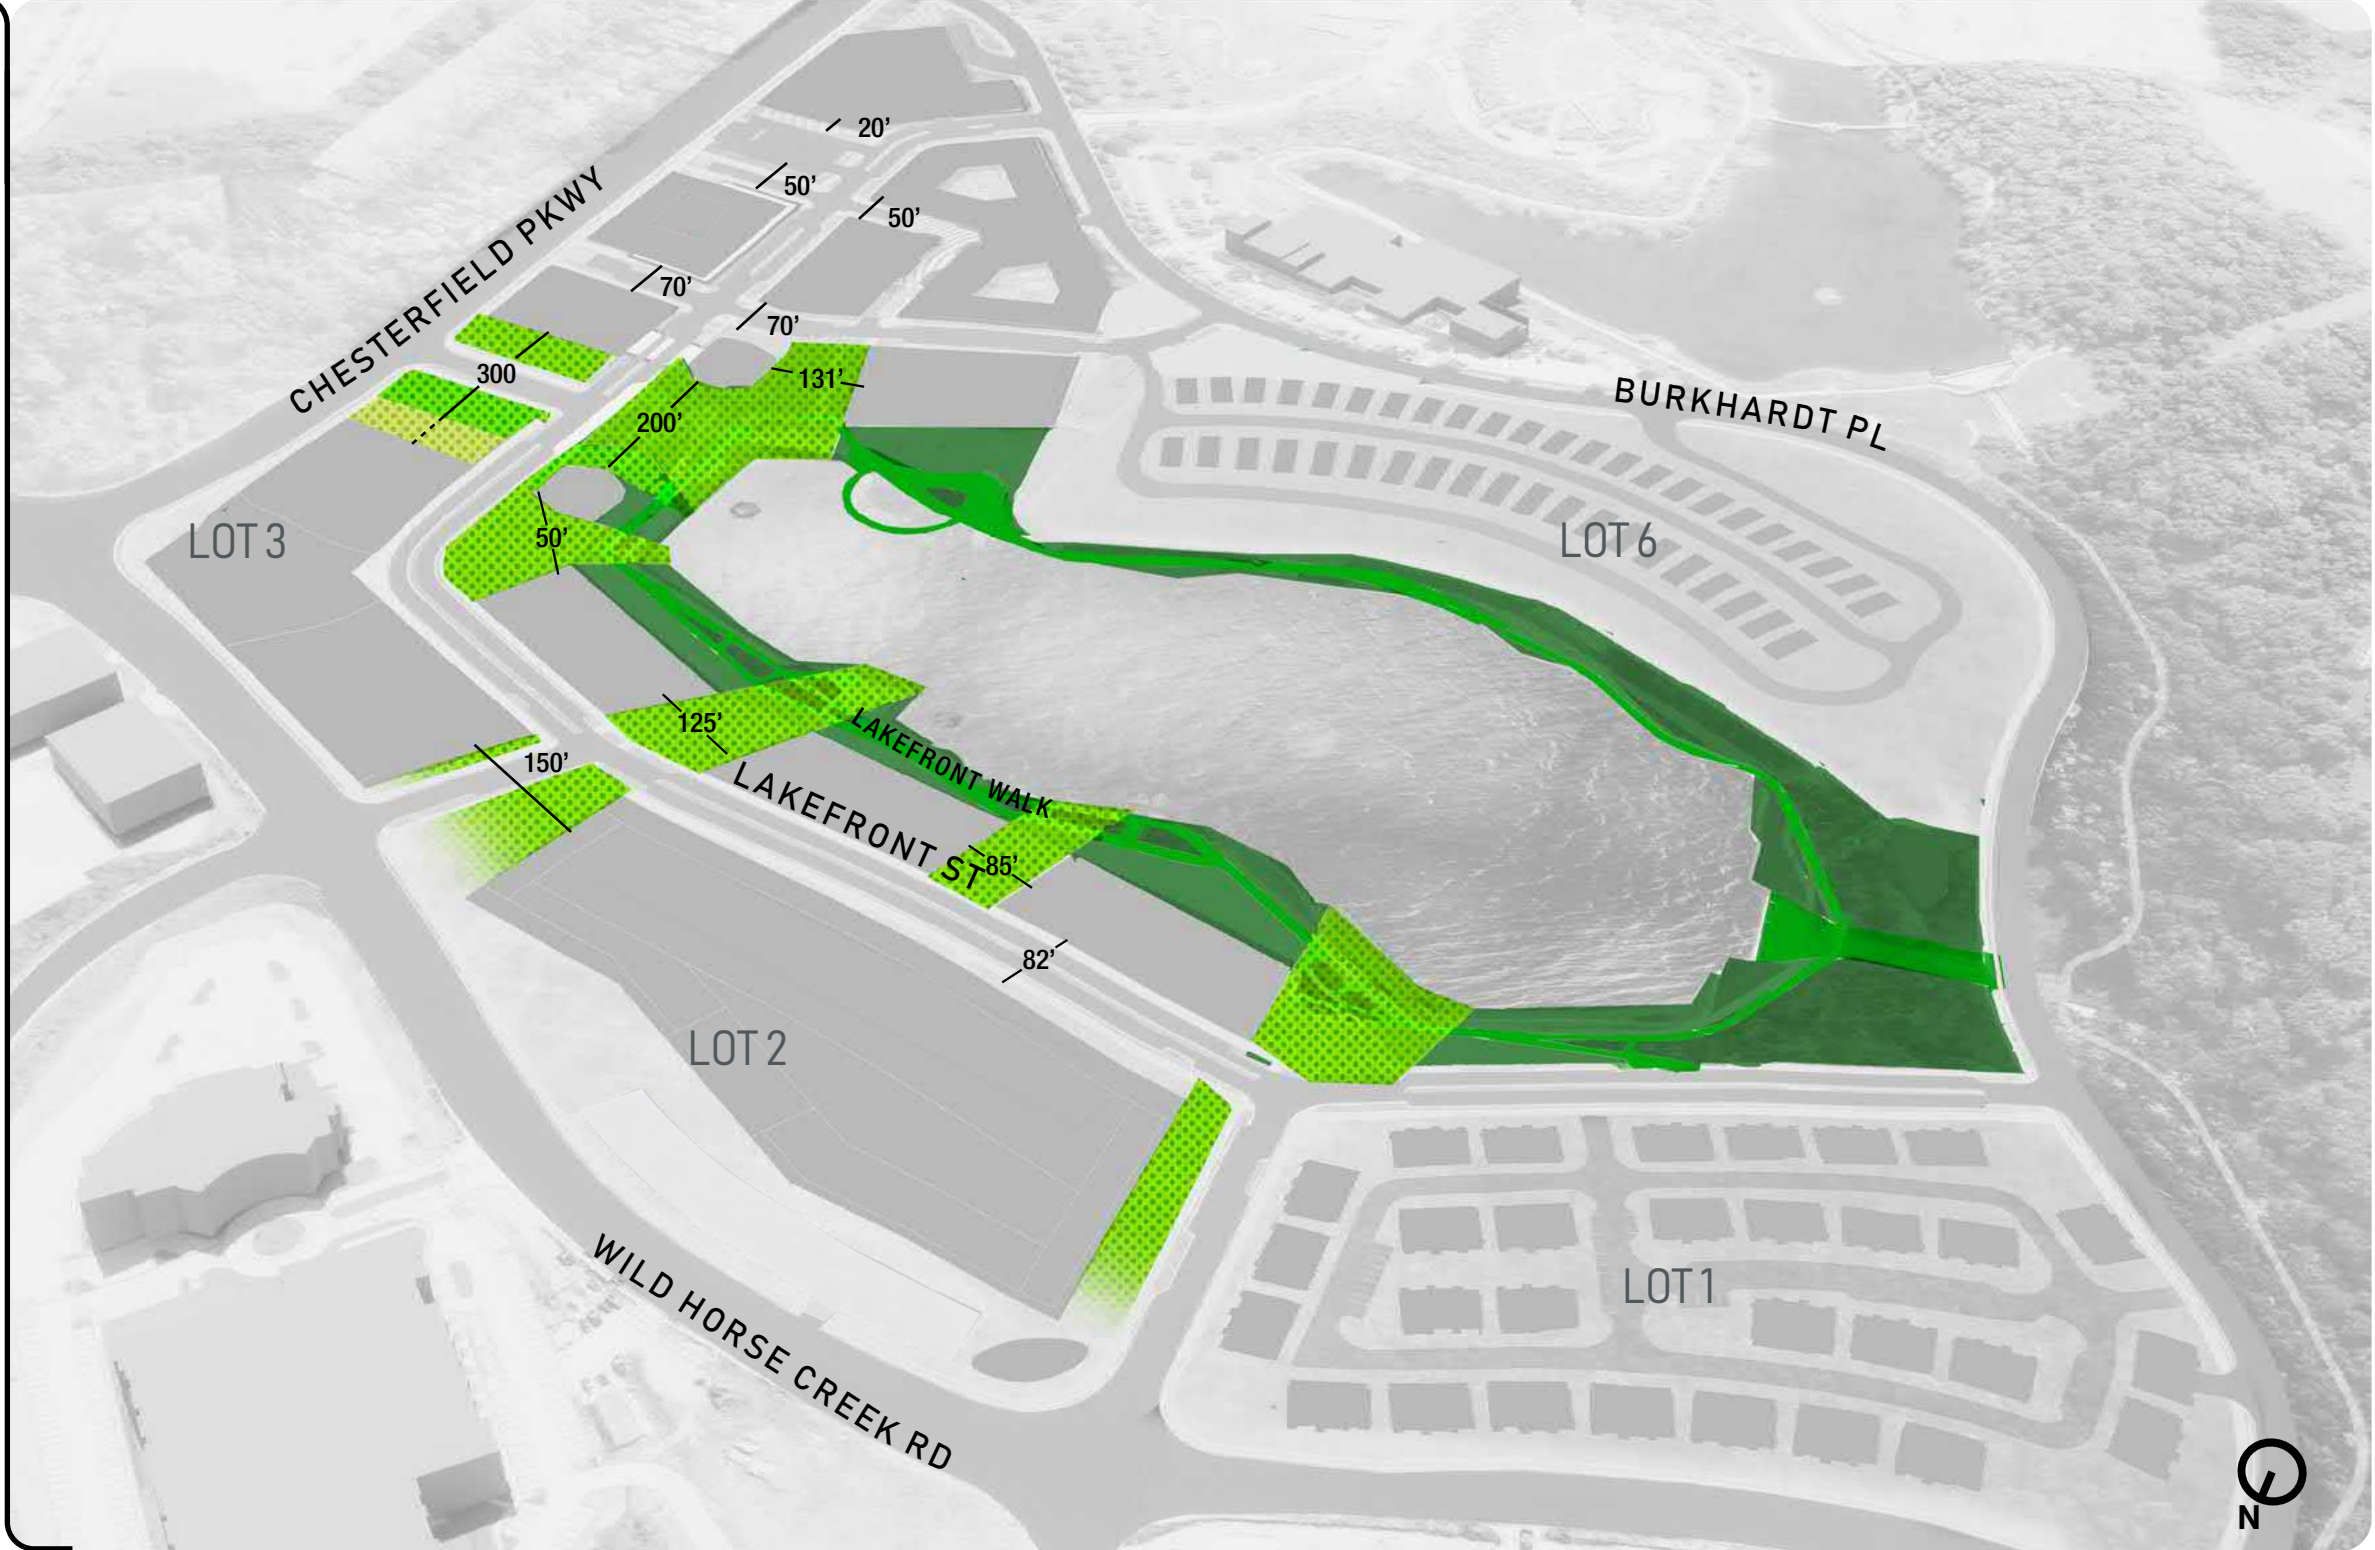 20’
50’
50’
CHESTERFIELD PKWY
70’
70’
300
131’
200’
BURKHARDT PL
50’
LOT 3
LOT 6
125’
LAKEFRONT WALK
150’
LAKEFRONT ST
85’
82’
LOT 2
LOT 1
WILD HORSE CREEK RD
N